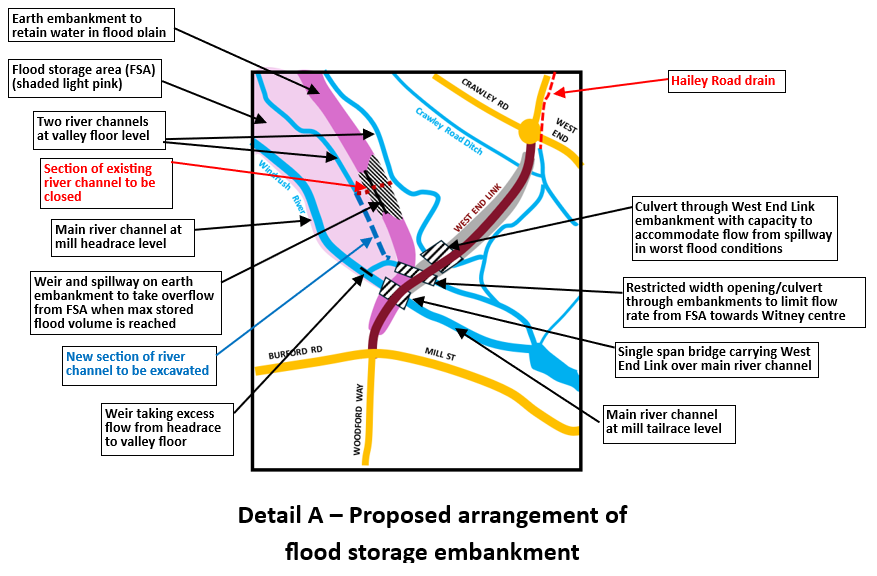 Earth embankment to
retain water in flood plain
Flood storage area (FSA)
(shaded light pink)
Two river channels
at valley floor level
Section of existing
river channel to be
closed
Main river channel at
mill headrace level
Weir and spillway on earth
embankment to take overflow
from FSA when max stored
flood volume is reached
New section of river
channel to be excavated
Weir taking excess
flow from headrace
to valley floor
CRAWLEY RD
WEST
END
Crawley Road Ditch
Windrush River
WEST END LINK
BURFORD RD
MILL ST
WOODFORD WAY
Hailey Road drain
Culvert through West End Link
embankment with capacity to
accommodate flow from spillway
in worst flood conditions
Restricted width opening/culvert
through embankments to limit flow
rate from FSA towards Witney centre
Single span bridge carrying West
End Link over main river channel
Main river channel
at mill tailrace level
Detail A – Proposed arrangement of
flood storage embankment